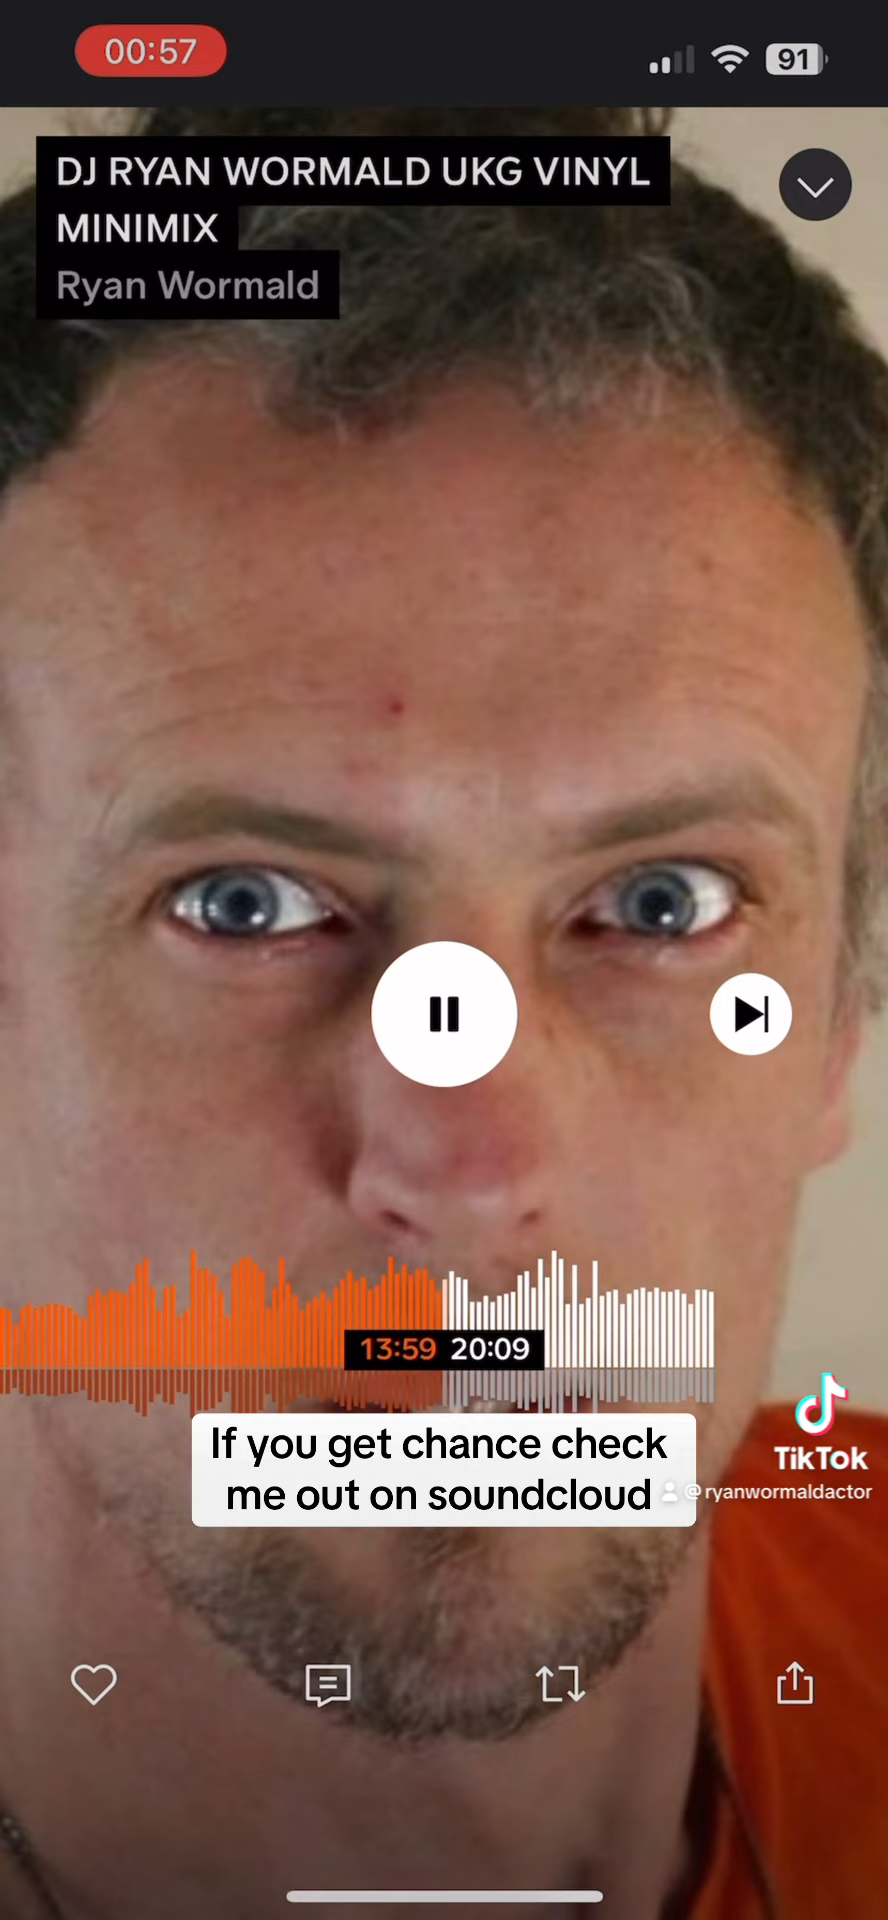 00:57
91
DJ RYAN WORMALD UKG VINYL
MINIMIX
Ryan Wormald
13:59 20:09
If you get chance check
me out on soundcloud
TikTok
@ryanwormaldactor